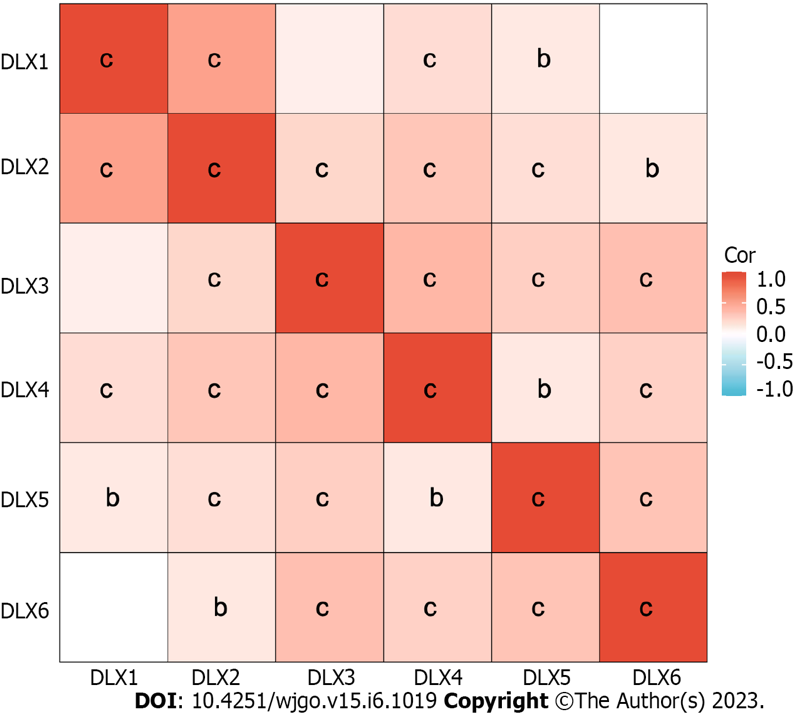 DLX1 c c c b
DLX2 c c c c c b
DLX3 c c c c c
DLX4 c c c c b c
DLX5 b c c b c c
DLX6 b c c c c
DLX1 DLX2 DLX3 DLX4 DLX5 DLX6
Cor
1.0
0.5
0.0
-0.5
-1.0
DOI: 10.4251/wjgo.v15.i6.1019 Copyright ©The Author(s) 2023.